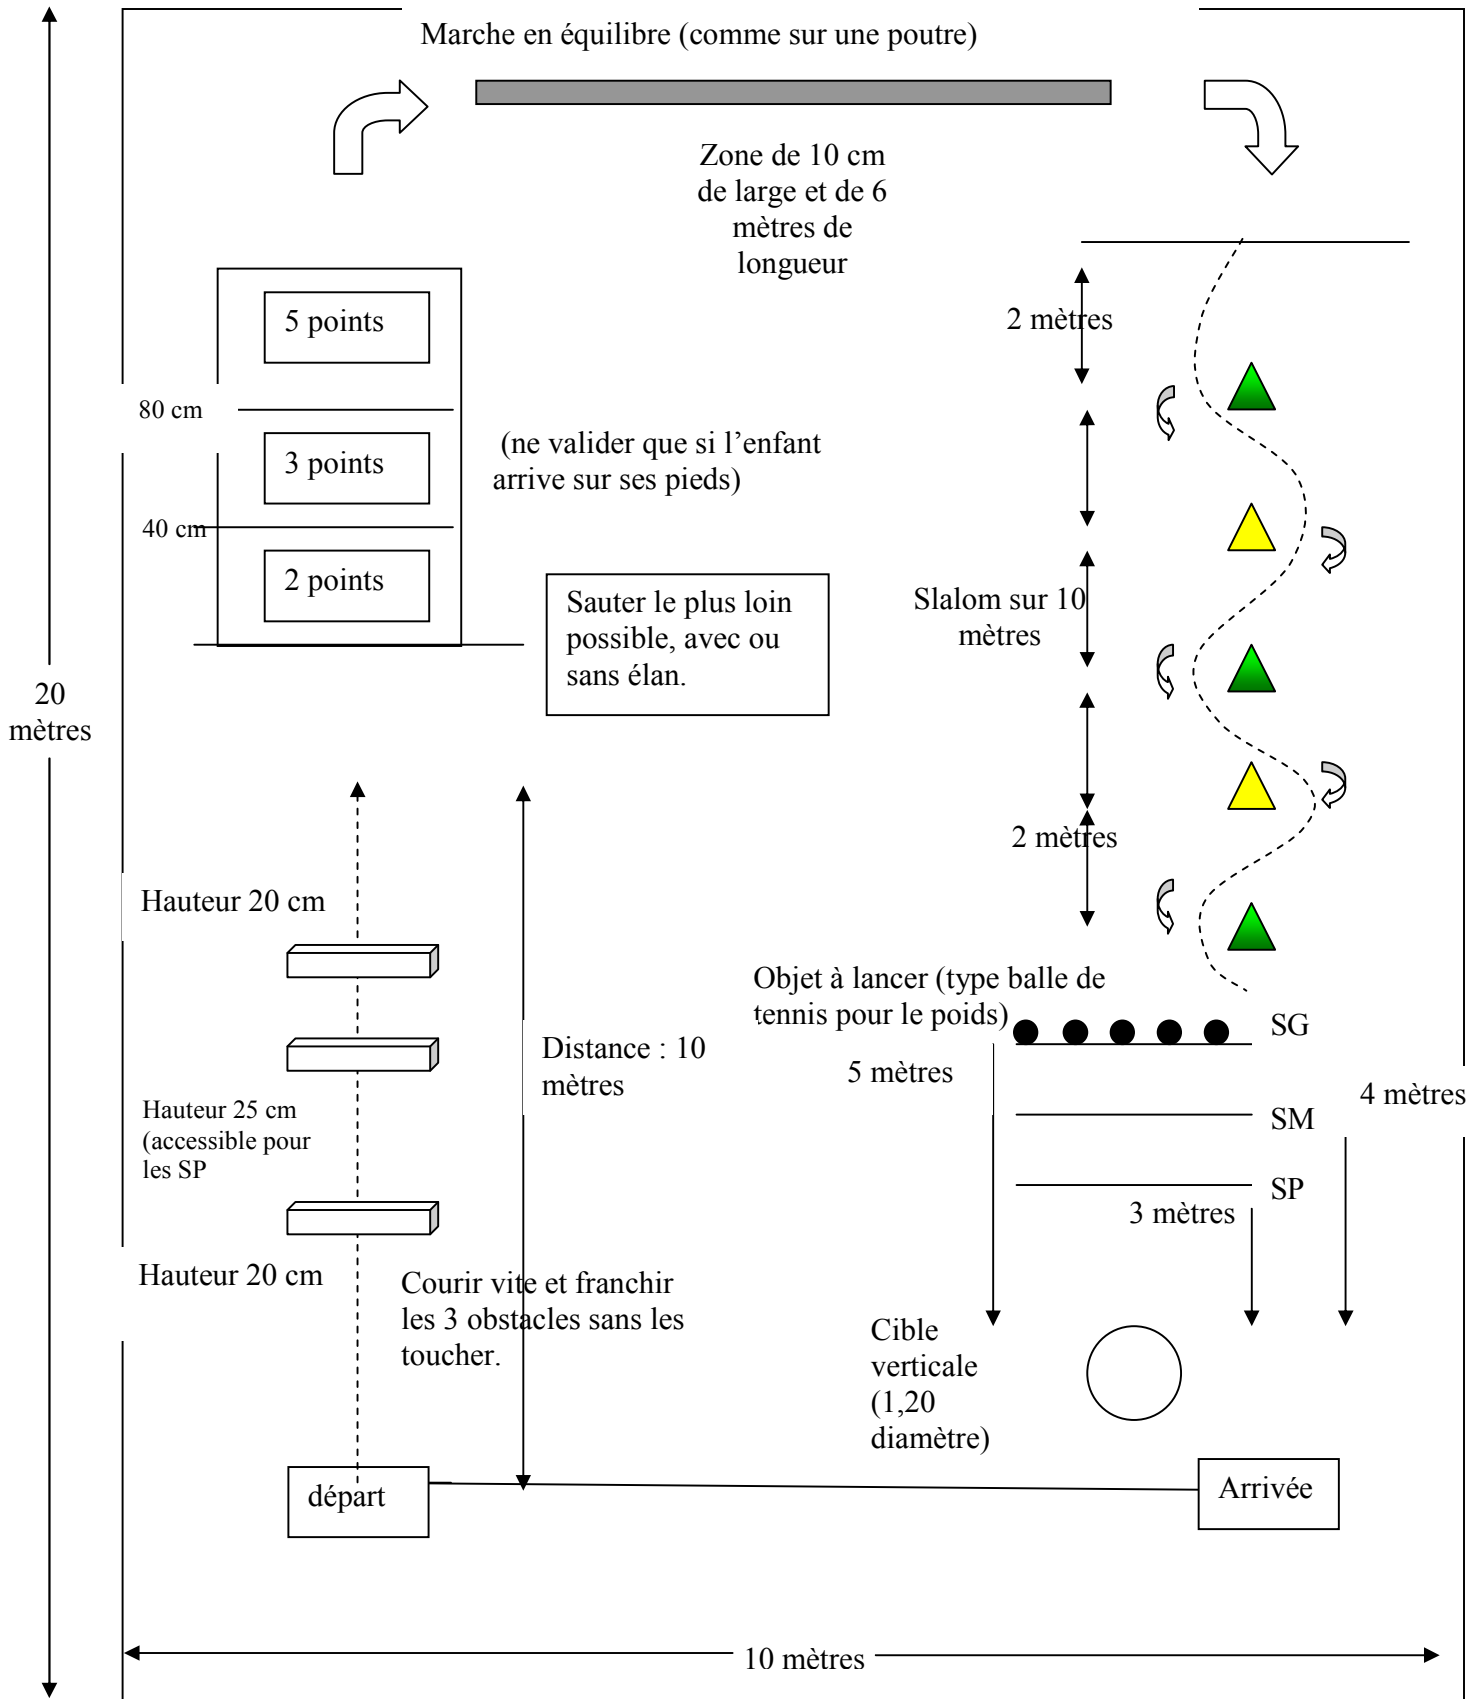 Marche en équilibre (comme sur une poutre)
Zone de 10 cm
de large et de 6
mètres de
longueur
5 points
2 mètres
80 cm
3 points
(ne valider que si l’enfant
arrive sur ses pieds)
40 cm
2 points
Sauter le plus loin
possible, avec ou
sans élan.
Slalom sur 10
mètres
20
mètres
2 mètres
Hauteur 20 cm
Objet à lancer (type balle de
tennis pour le poids)
SG
Distance : 10
mètres
5 mètres
4 mètres
Hauteur 25 cm
(accessible pour
les SP
SM
SP
3 mètres
Hauteur 20 cm
Courir vite et franchir
les 3 obstacles sans les
toucher.
Cible
verticale
(1,20
diamètre)
départ
Arrivée
10 mètres